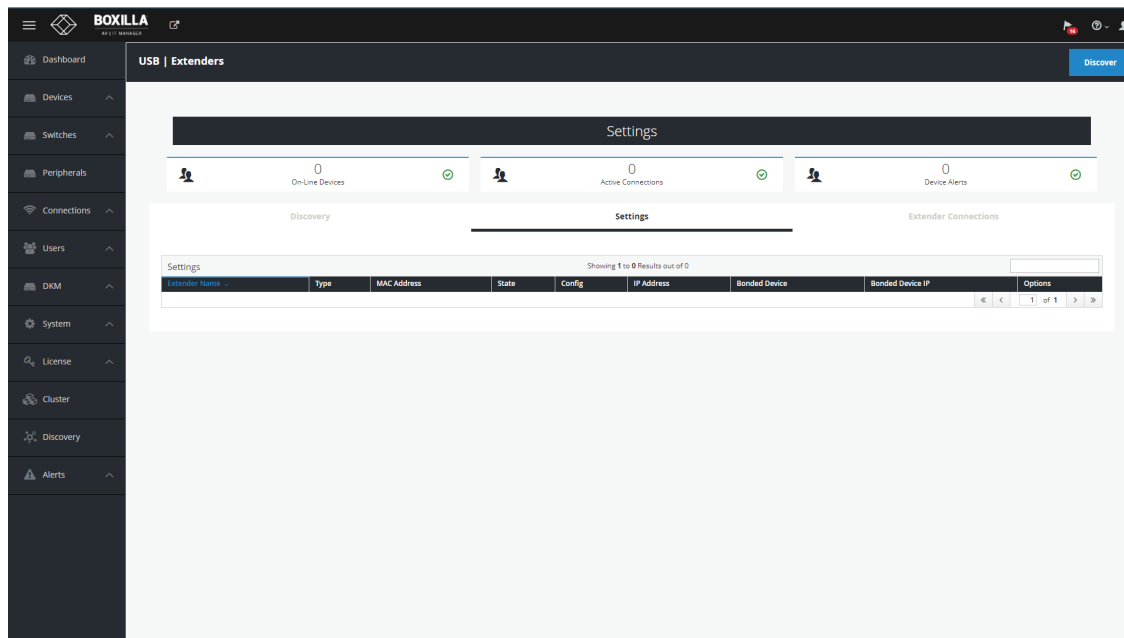 BOXILLA
AV | IT MANAGER
16
Dashboard
USB | Extenders
Discover
Devices
Switches
Peripherals
Connections
Users
DKM
System
License
Cluster
Discovery
Alerts
Settings
0
On-Line Devices
0
Active Connections
0
Device Alerts
Discovery
Settings
Extender Connections
Settings
Showing 1 to 0 Results out of 0
Extender Name
Type
MAC Address
State
Config
IP Address
Bonded Device
Bonded Device IP
Options
1 of 1